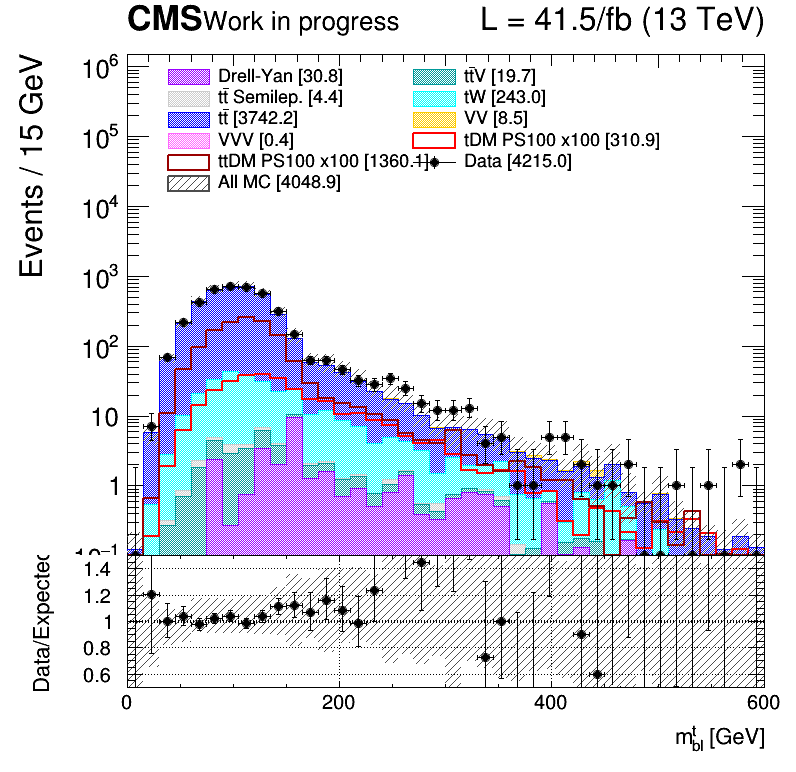 CMS Work in progress L = 41.5/fb (13 TeV)
Events / 15 GeV
10⁶
10⁵
10⁴
10³
10²
10
1
10⁻¹
Drell-Yan [30.8] tt̄V [19.7]
tt̄ Semilep. [4.4] tW [243.0]
tt̄ [3742.2] VV [8.5]
VVV [0.4] tDM PS100 x100 [310.9]
ttDM PS100 x100 [1360.1] Data [4215.0]
All MC [4048.9]
Data/Expected
1.4
1.2
1
0.8
0.6
0 200 400 600
mᵗbl [GeV]